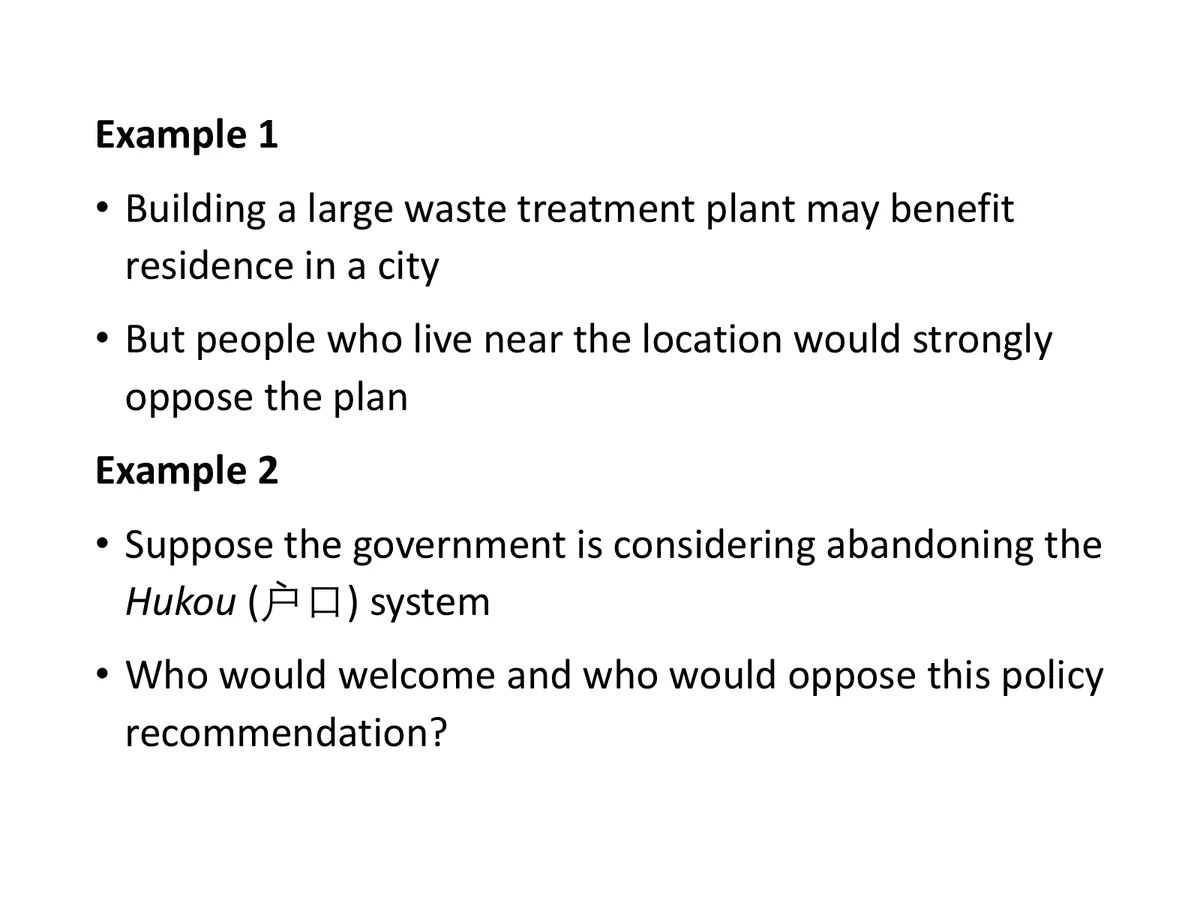 Example 1
• Building a large waste treatment plant may benefit
residence in a city
• But people who live near the location would strongly
oppose the plan
Example 2
• Suppose the government is considering abandoning the
Hukou (户口) system
• Who would welcome and who would oppose this policy
recommendation?